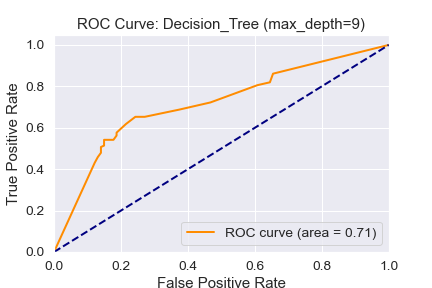 ROC Curve: Decision_Tree (max_depth=9)
1.0
0.8
0.6
0.4
0.2
0.0
True Positive Rate
ROC curve (area = 0.71)
0.0 0.2 0.4 0.6 0.8 1.0
False Positive Rate